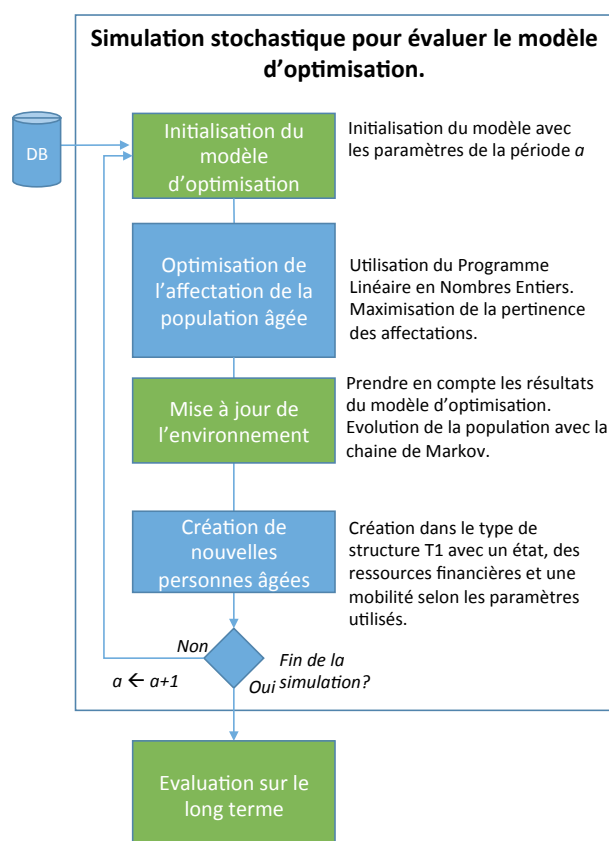 Simulation stochastique pour évaluer le modèle
d'optimisation.
DB
Initialisation du
modèle
d'optimisation
Initialisation du modèle avec
les paramètres de la période a
Optimisation de
l'affectation de la
population âgée
Utilisation du Programme
Linéaire en Nombres Entiers.
Maximisation de la pertinence
des affectations.
Mise à jour de
l'environnement
Prendre en compte les résultats
du modèle d'optimisation.
Evolution de la population avec la
chaine de Markov.
Création de
nouvelles
personnes âgées
Création dans le type de
structure T1 avec un état, des
ressources financières et une
mobilité selon les paramètres
utilisés.
Non
Fin de la
simulation?
a ← a+1
Oui
Evaluation sur le
long terme